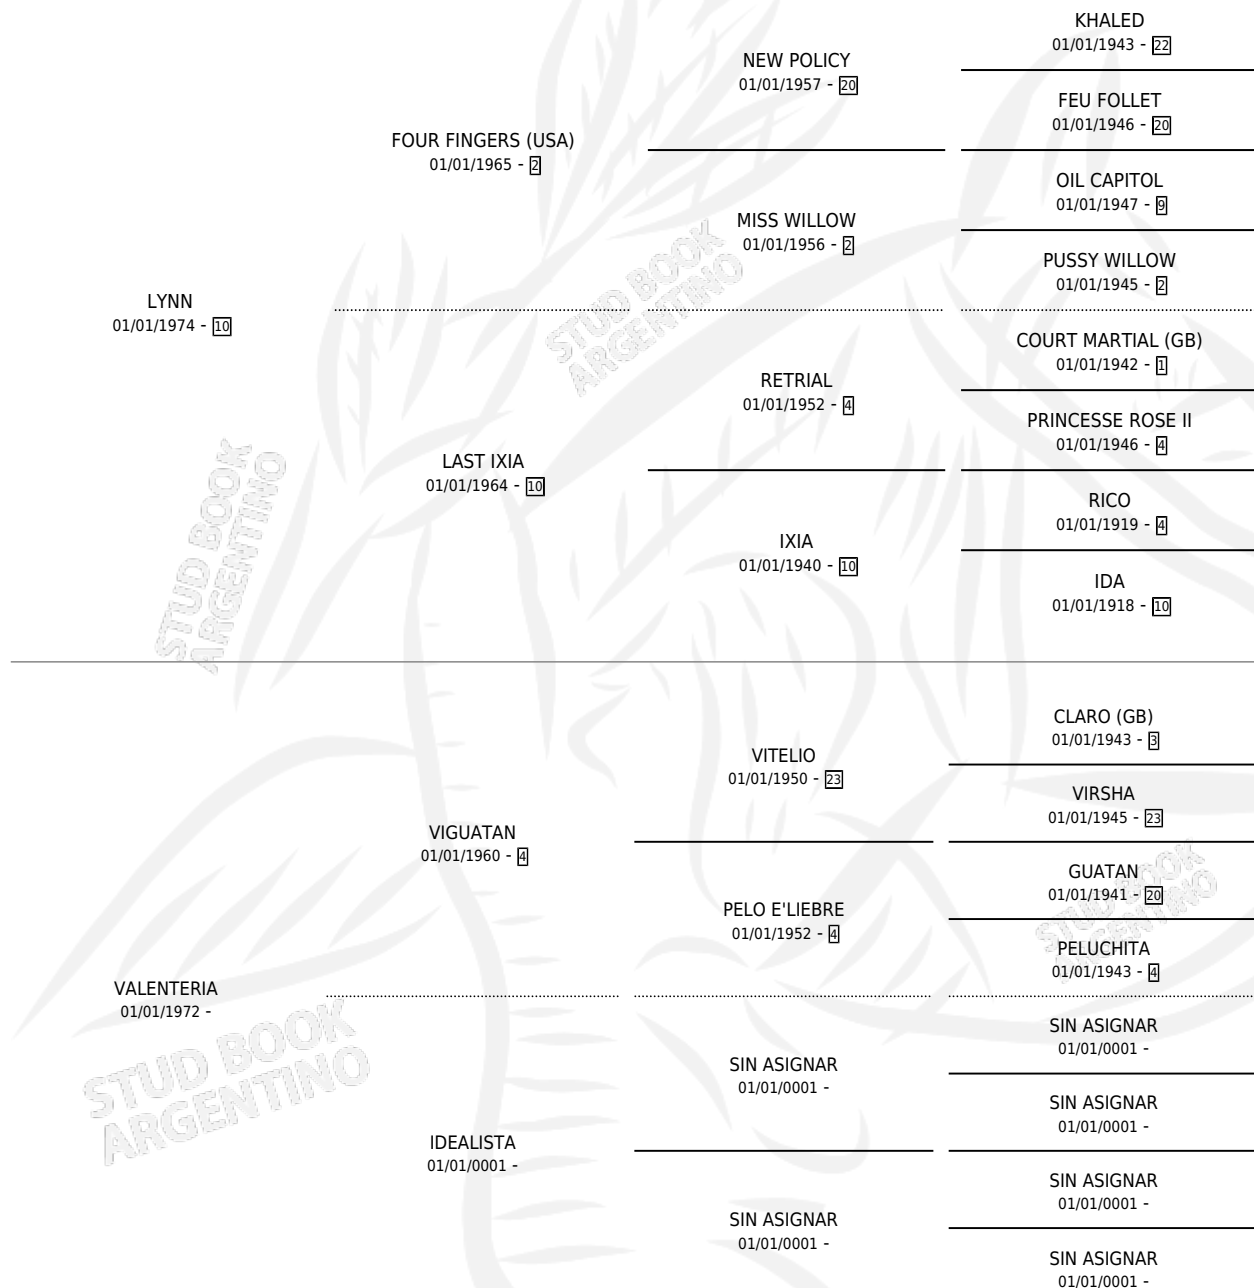 KHALED
01/01/1943 - 22
NEW POLICY
01/01/1957 - 20
FEU FOLLET
01/01/1946 - 20
FOUR FINGERS (USA)
01/01/1965 - 2
OIL CAPITOL
01/01/1947 - 9
MISS WILLOW
01/01/1956 - 2
PUSSY WILLOW
01/01/1945 - 2
LYNN
01/01/1974 - 10
COURT MARTIAL (GB)
01/01/1942 - 1
RETRIAL
01/01/1952 - 4
PRINCESSE ROSE II
01/01/1946 - 4
LAST IXIA
01/01/1964 - 10
RICO
01/01/1919 - 4
IXIA
01/01/1940 - 10
IDA
01/01/1918 - 10
CLARO (GB)
01/01/1943 - 3
VITELIO
01/01/1950 - 23
VIRSHA
01/01/1945 - 23
VIGUATAN
01/01/1960 - 4
GUATAN
01/01/1941 - 20
PELO E'LIEBRE
01/01/1952 - 4
PELUCHITA
01/01/1943 - 4
VALENTERIA
01/01/1972 -
SIN ASIGNAR
01/01/0001 -
SIN ASIGNAR
01/01/0001 -
SIN ASIGNAR
01/01/0001 -
IDEALISTA
01/01/0001 -
SIN ASIGNAR
01/01/0001 -
SIN ASIGNAR
01/01/0001 -
SIN ASIGNAR
01/01/0001 -
STUD BOOK
ARGENTINO
STUD BOOK
ARGENTINO
STUD BOOK
ARGENTINO
STUD BOOK
ARGENTINO